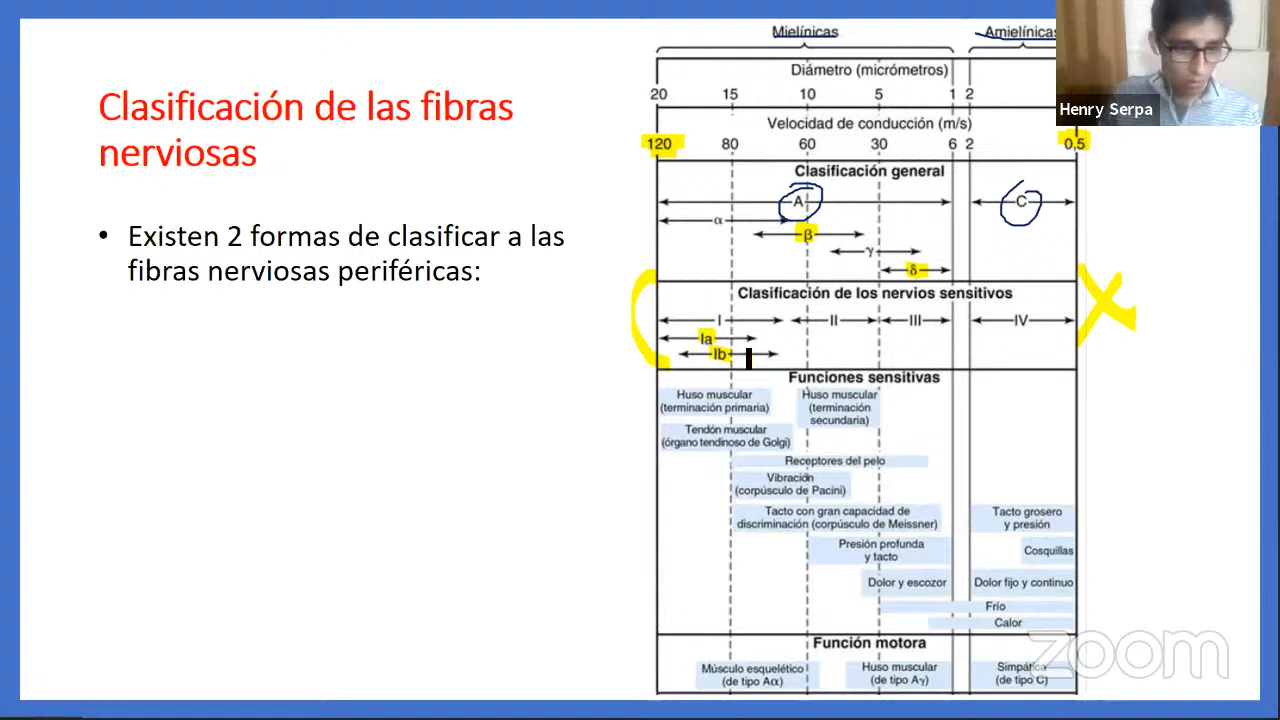 Clasificación de las fibras
nerviosas
• Existen 2 formas de clasificar a las
fibras nerviosas periféricas:
Mielínicas Amielínicas
Diámetro (micrómetros)
20 15 10 5 1 2
Velocidad de conducción (m/s)
120 80 60 30 6 2 0,5
Clasificación general
A C
α
β
γ
δ
Clasificación de los nervios sensitivos
I II III IV
Ia
Ib
Funciones sensitivas
Huso muscular
(terminación primaria)
Huso muscular
(terminación
secundaria)
Tendón muscular
(órgano tendinoso de Golgi)
Receptores del pelo
Vibración
(corpúsculo de Pacini)
Tacto con gran capacidad de
discriminación (corpúsculo de Meissner)
Tacto grosero
y presión
Presión profunda
y tacto
Cosquillas
Dolor y escozor
Dolor fijo y continuo
Frío
Calor
Función motora
Músculo esquelético
(de tipo Aα)
Huso muscular
(de tipo Aγ)
Simpática
(de tipo C)
Henry Serpa
zoom